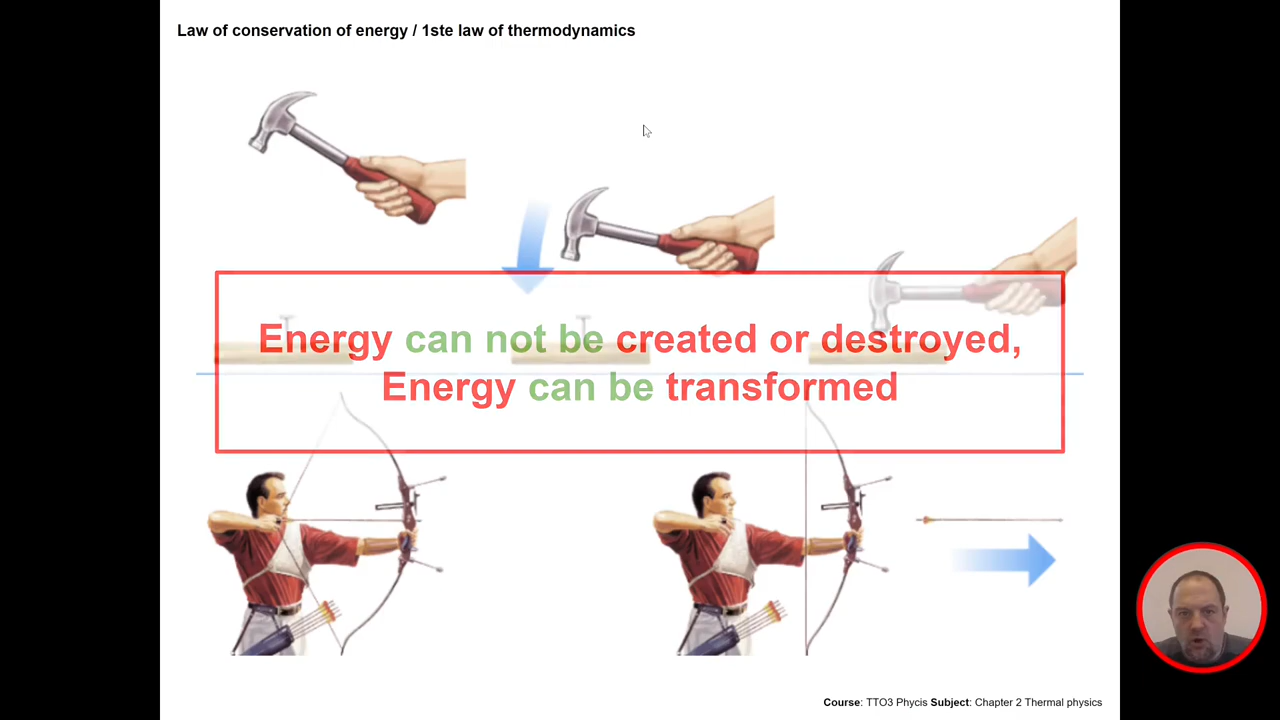 Law of conservation of energy / 1ste law of thermodynamics
Energy can not be created or destroyed,
Energy can be transformed
Course: TTO3 Phycis Subject: Chapter 2 Thermal physics